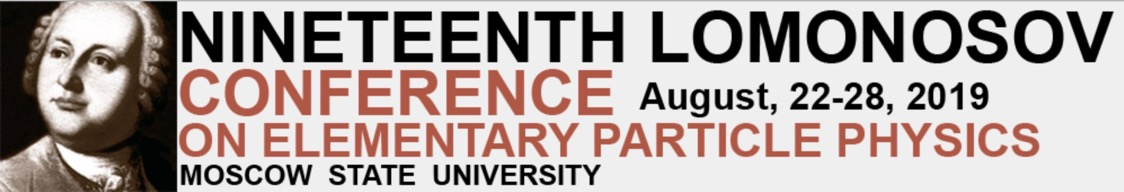 NINETEENTH LOMONOSOV
CONFERENCE August, 22-28, 2019
ON ELEMENTARY PARTICLE PHYSICS
MOSCOW STATE UNIVERSITY